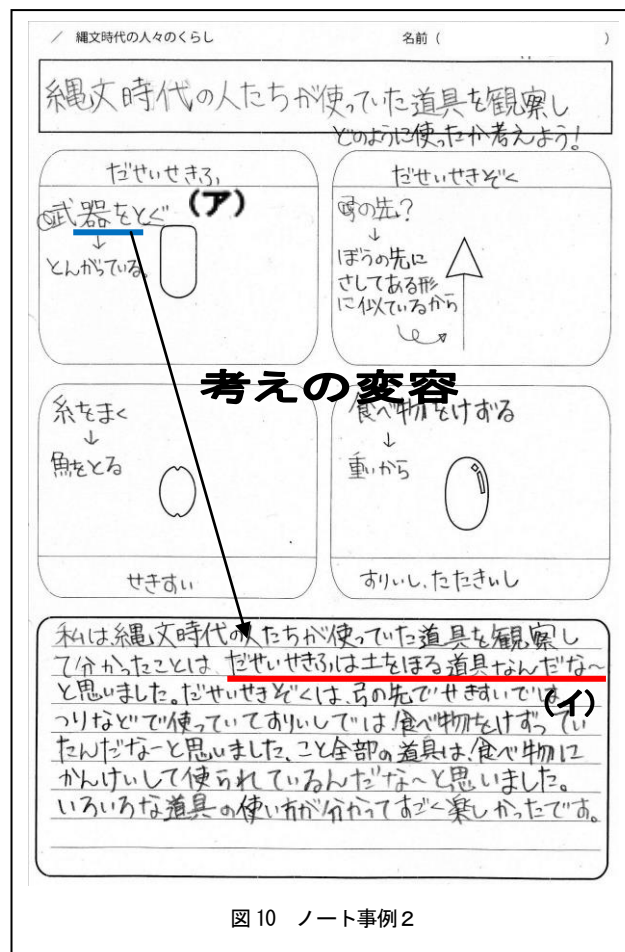 ／ 縄文時代の人々のくらし 名前（ ）
縄文時代の人たちが使っていた道具を観察し
どのように使ったか考えよう！
だせいせきふ
◎武器をとぐ (ア)
↓
とんがっている。
だせいせきぞく
弓の先？
↓
ぼうの先に
さしてある形
に似ているから
考えの変容
糸をまく
↓
魚をとる
せきすい
食べ物をけずる
↓
重いから
すりいし、たたきいし
私は縄文時代の人たちが使っていた道具を観察し
て分かったことは、だせいせきふは土をほる道具なんだな～
と思いました。だせいせきぞくは、弓の先でせきすいでは
(イ)
つりなどで使っていてすりいしでは、食べ物をけずってい
たんだなーと思いました、こと全部の道具は、食べ物に
かんけいして使られているんだな～と思いました。
いろいろな道具の使い方が分かってすごく楽しかったです。
図 10 ノート事例２